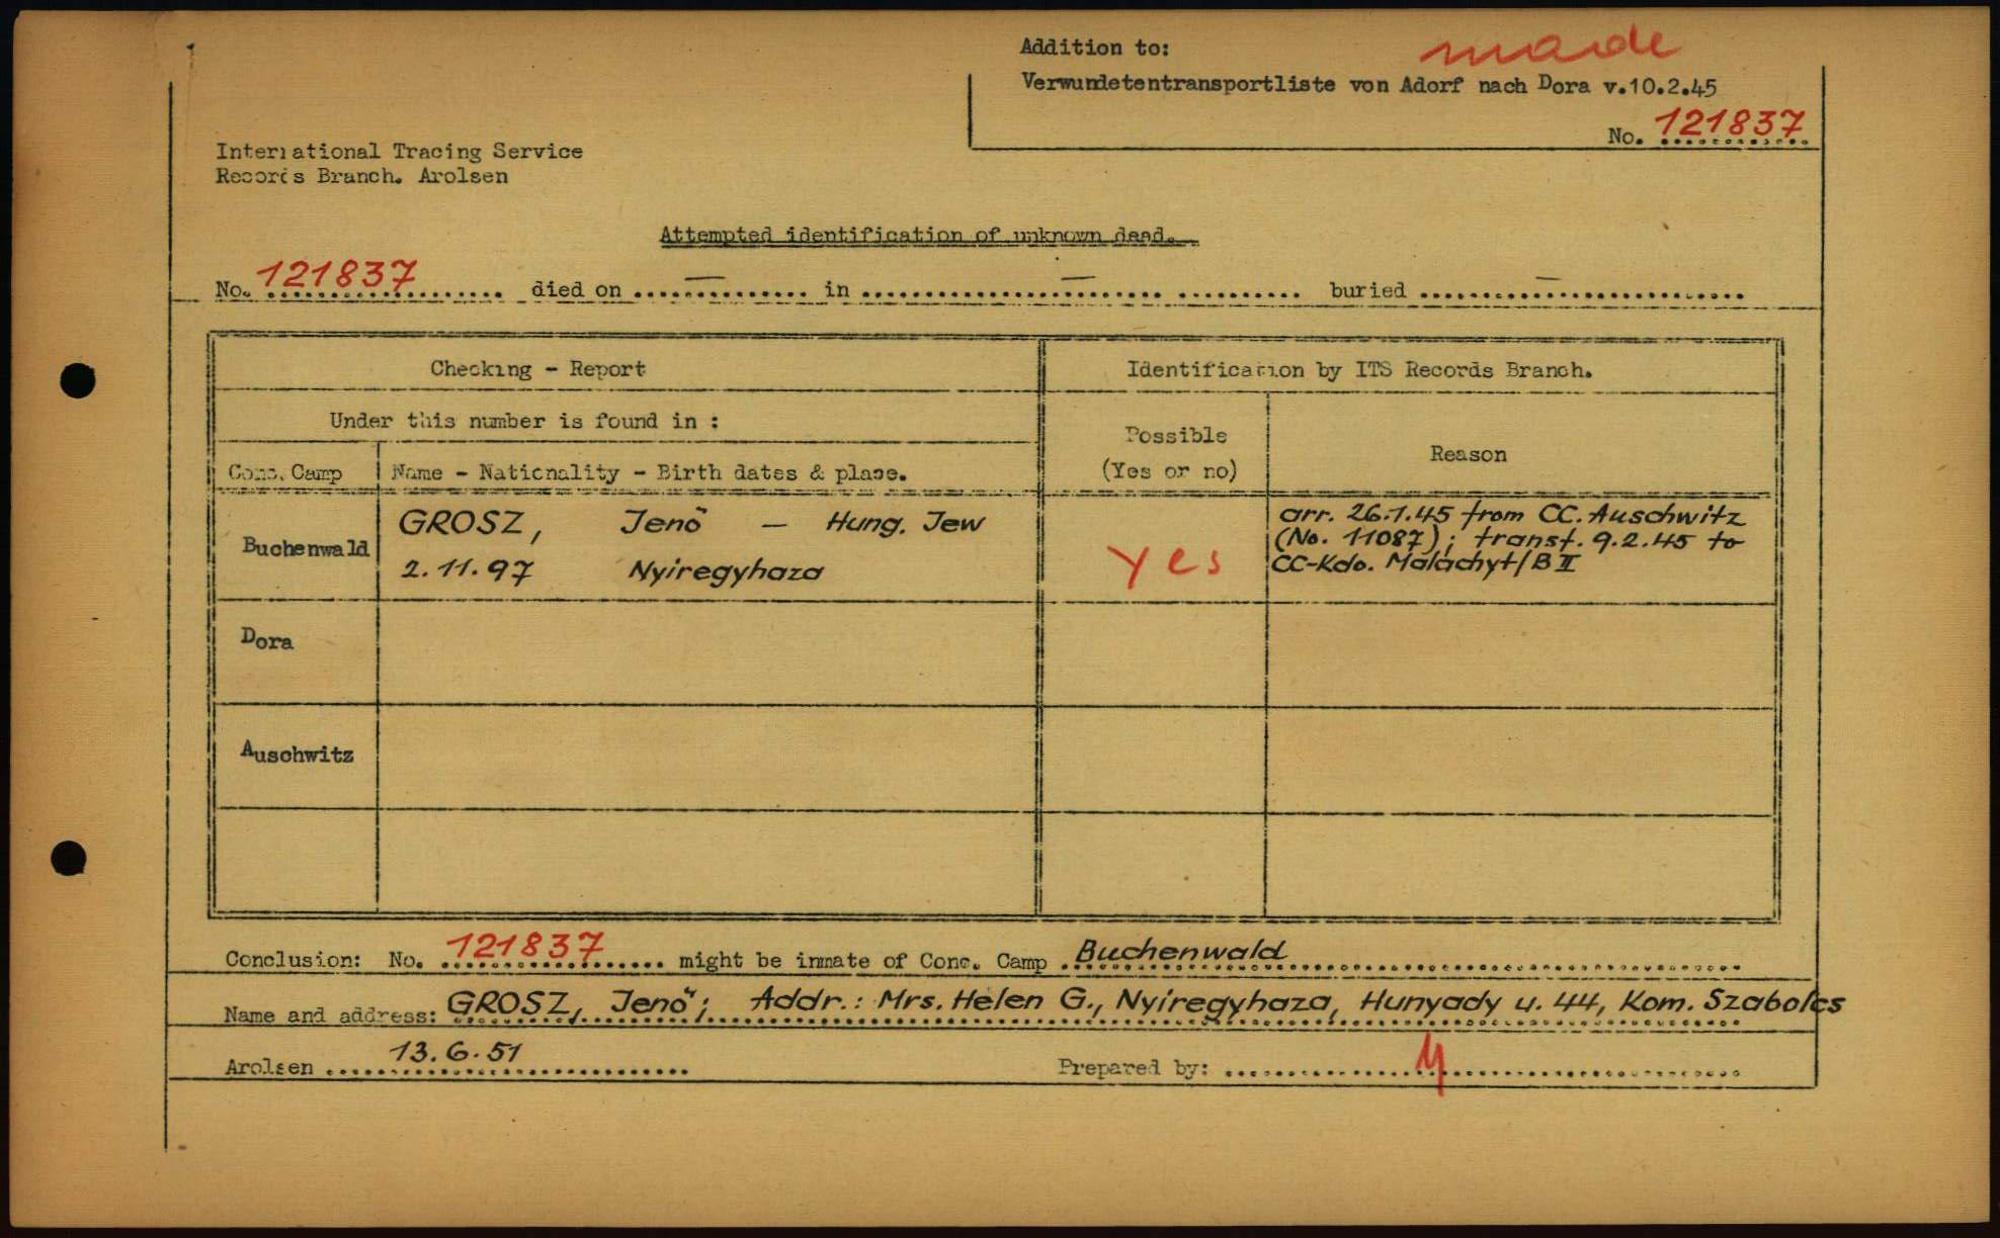 Addition to: made
Verwundetentransportliste von Adorf nach Dora v.10.2.45
No. 121837
International Tracing Service
Records Branch. Arolsen
Attempted identification of unknown dead.
No. 121837 died on — in — buried —
Checking - Report
Identification by ITS Records Branch.
Under this number is found in :
Possible
(Yes or no)
Reason
Conc. Camp
Name - Nationality - Birth dates & place.
Buchenwald
GROSZ, Jenő — Hung. Jew
2.11.97 Nyiregyhaza
yes
arr. 26.1.45 from CC. Auschwitz
(No. 11087); transf. 9.2.45 to
CC-Kdo. Malachyt/B II
Dora
Auschwitz
Conclusion: No. 121837 might be inmate of Conc. Camp Buchenwald
Name and address: GROSZ, Jenő; Addr.: Mrs. Helen G., Nyiregyhaza, Hunyady u. 44, Kom. Szabolcs
Arolsen 13.6.51
Prepared by: